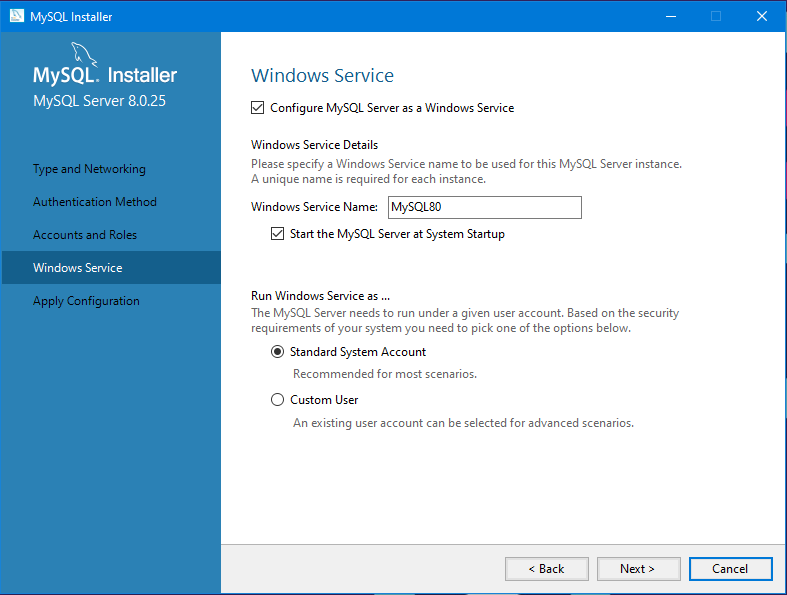 MySQL Installer
MySQL. Installer
MySQL Server 8.0.25
Type and Networking
Authentication Method
Accounts and Roles
Windows Service
Apply Configuration
Windows Service
Configure MySQL Server as a Windows Service
Windows Service Details
Please specify a Windows Service name to be used for this MySQL Server instance.
A unique name is required for each instance.
Windows Service Name: MySQL80
Start the MySQL Server at System Startup
Run Windows Service as ...
The MySQL Server needs to run under a given user account. Based on the security
requirements of your system you need to pick one of the options below.
Standard System Account
Recommended for most scenarios.
Custom User
An existing user account can be selected for advanced scenarios.
< Back Next > Cancel